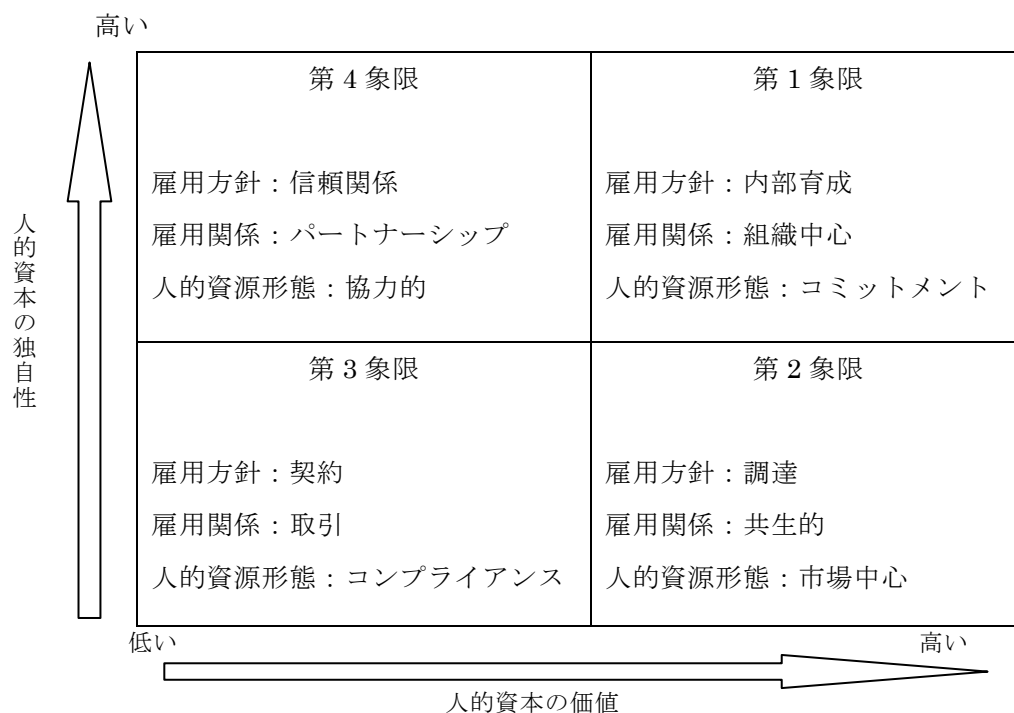 高い
第 4 象限
雇用方針：信頼関係
雇用関係：パートナーシップ
人的資源形態：協力的
第 1 象限
雇用方針：内部育成
雇用関係：組織中心
人的資源形態：コミットメント
人的資本の独自性
第 3 象限
雇用方針：契約
雇用関係：取引
人的資源形態：コンプライアンス
第 2 象限
雇用方針：調達
雇用関係：共生的
人的資源形態：市場中心
低い
高い
人的資本の価値